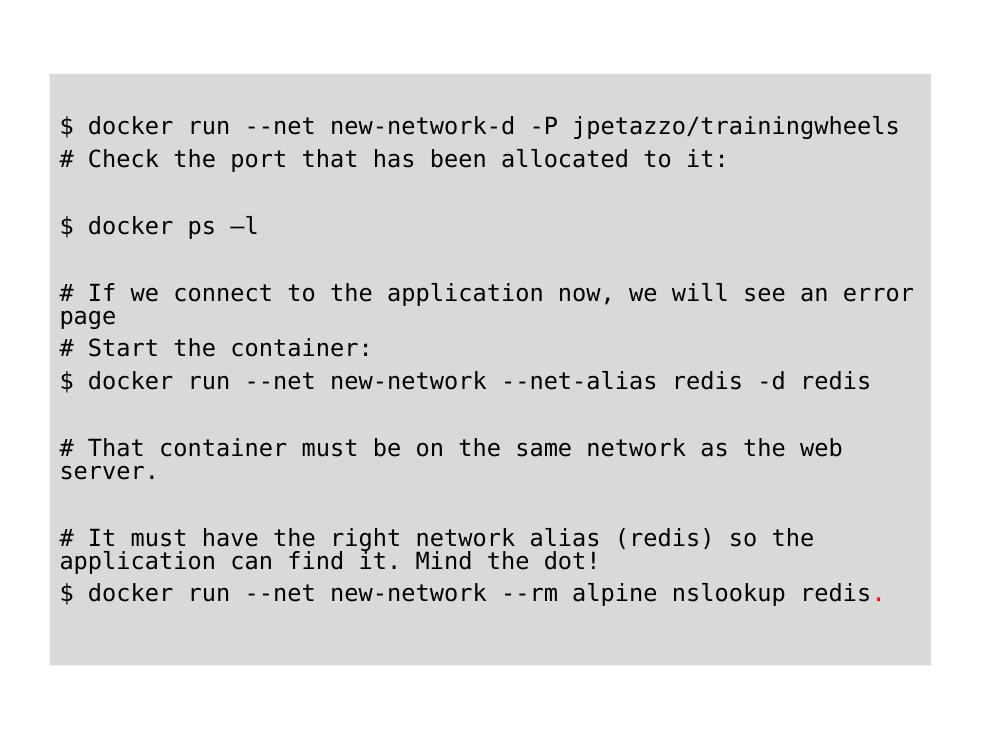 $ docker run --net new-network-d -P jpetazzo/trainingwheels
# Check the port that has been allocated to it:
$ docker ps –l
# If we connect to the application now, we will see an error
page
# Start the container:
$ docker run --net new-network --net-alias redis -d redis
# That container must be on the same network as the web
server.
# It must have the right network alias (redis) so the
application can find it. Mind the dot!
$ docker run --net new-network --rm alpine nslookup redis.